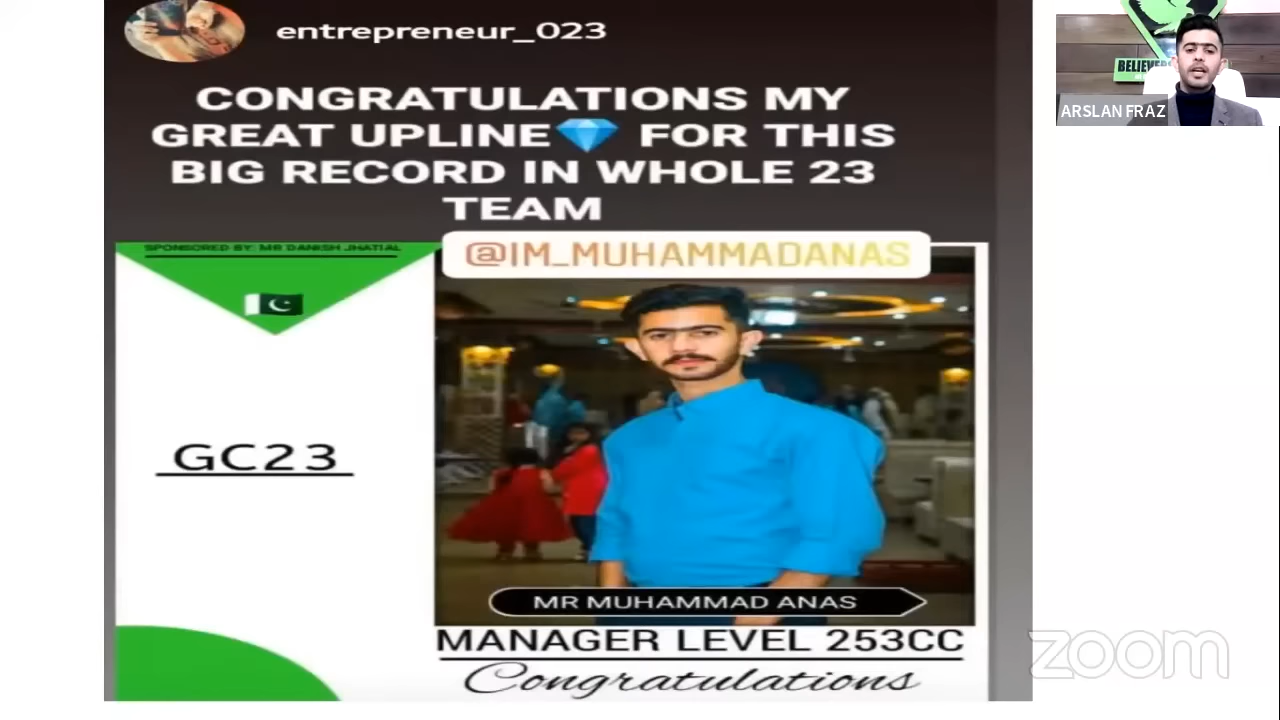 entrepreneur_023
CONGRATULATIONS MY
GREAT UPLINE💎 FOR THIS
BIG RECORD IN WHOLE 23
TEAM
SPONSORED BY: MR DANISH JHATIAL
@IM_MUHAMMADANAS
GC23
MR MUHAMMAD ANAS
MANAGER LEVEL 253CC
Congratulations
BELIEVERS
ARSLAN FRAZ
zoom